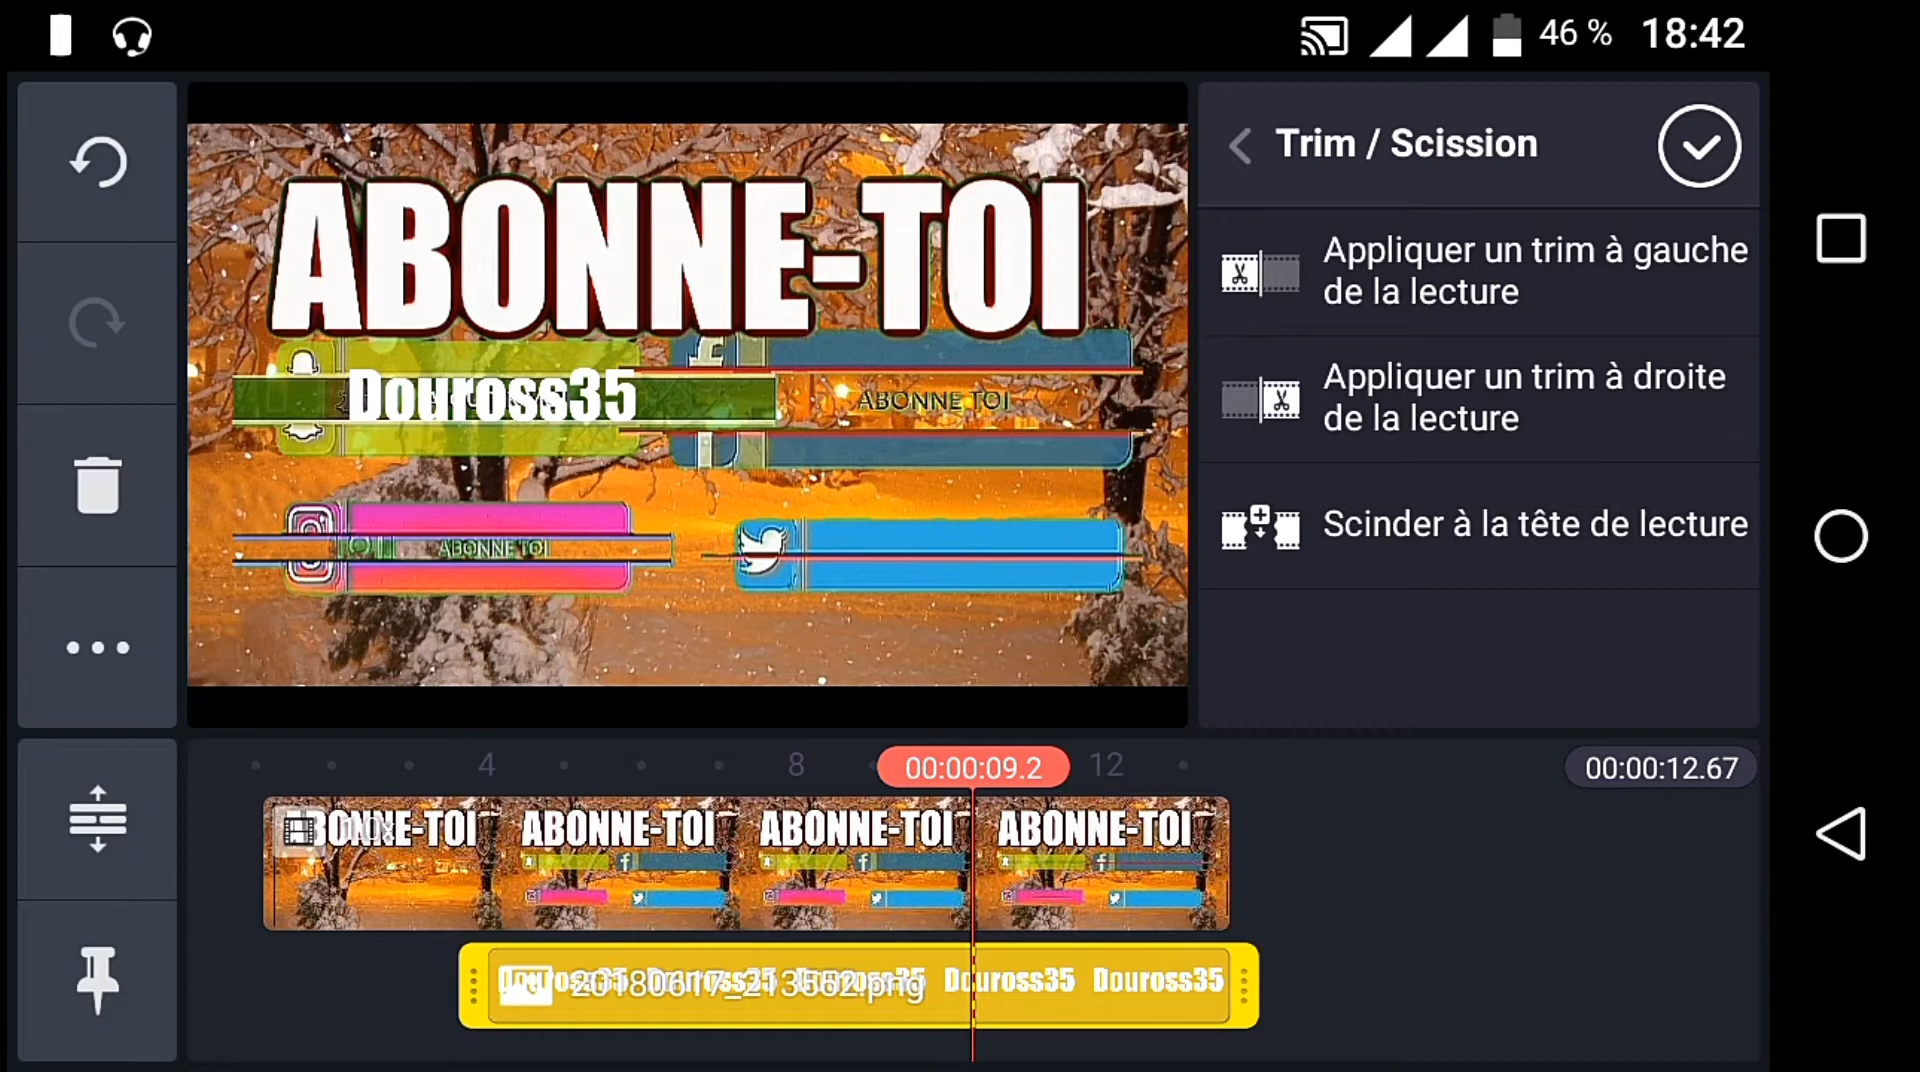 46 % 18:42
Trim / Scission
Appliquer un trim à gauche
de la lecture
Appliquer un trim à droite
de la lecture
Scinder à la tête de lecture
ABONNE-TOI
Douross35
ABONNE TOI
ABONNE TOI
4
8
00:00:09.2
12
00:00:12.67
BONNE-TOI
ABONNE-TOI
ABONNE-TOI
ABONNE-TOI
Douross35 Douross35